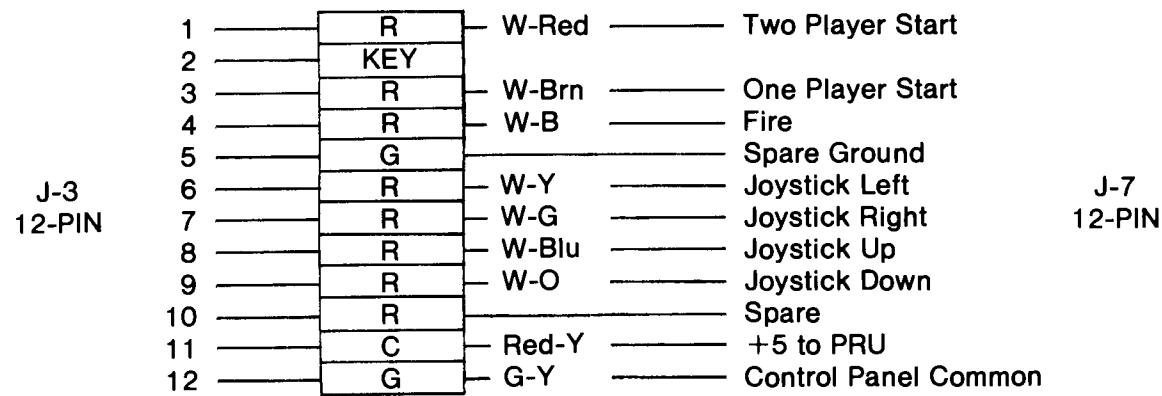 1 R W-Red Two Player Start
2 KEY
3 R W-Brn One Player Start
4 R W-B Fire
5 G Spare Ground
J-3 6 R W-Y Joystick Left J-7
12-PIN 7 R W-G Joystick Right 12-PIN
8 R W-Blu Joystick Up
9 R W-O Joystick Down
10 R Spare
11 C Red-Y +5 to PRU
12 G G-Y Control Panel Common